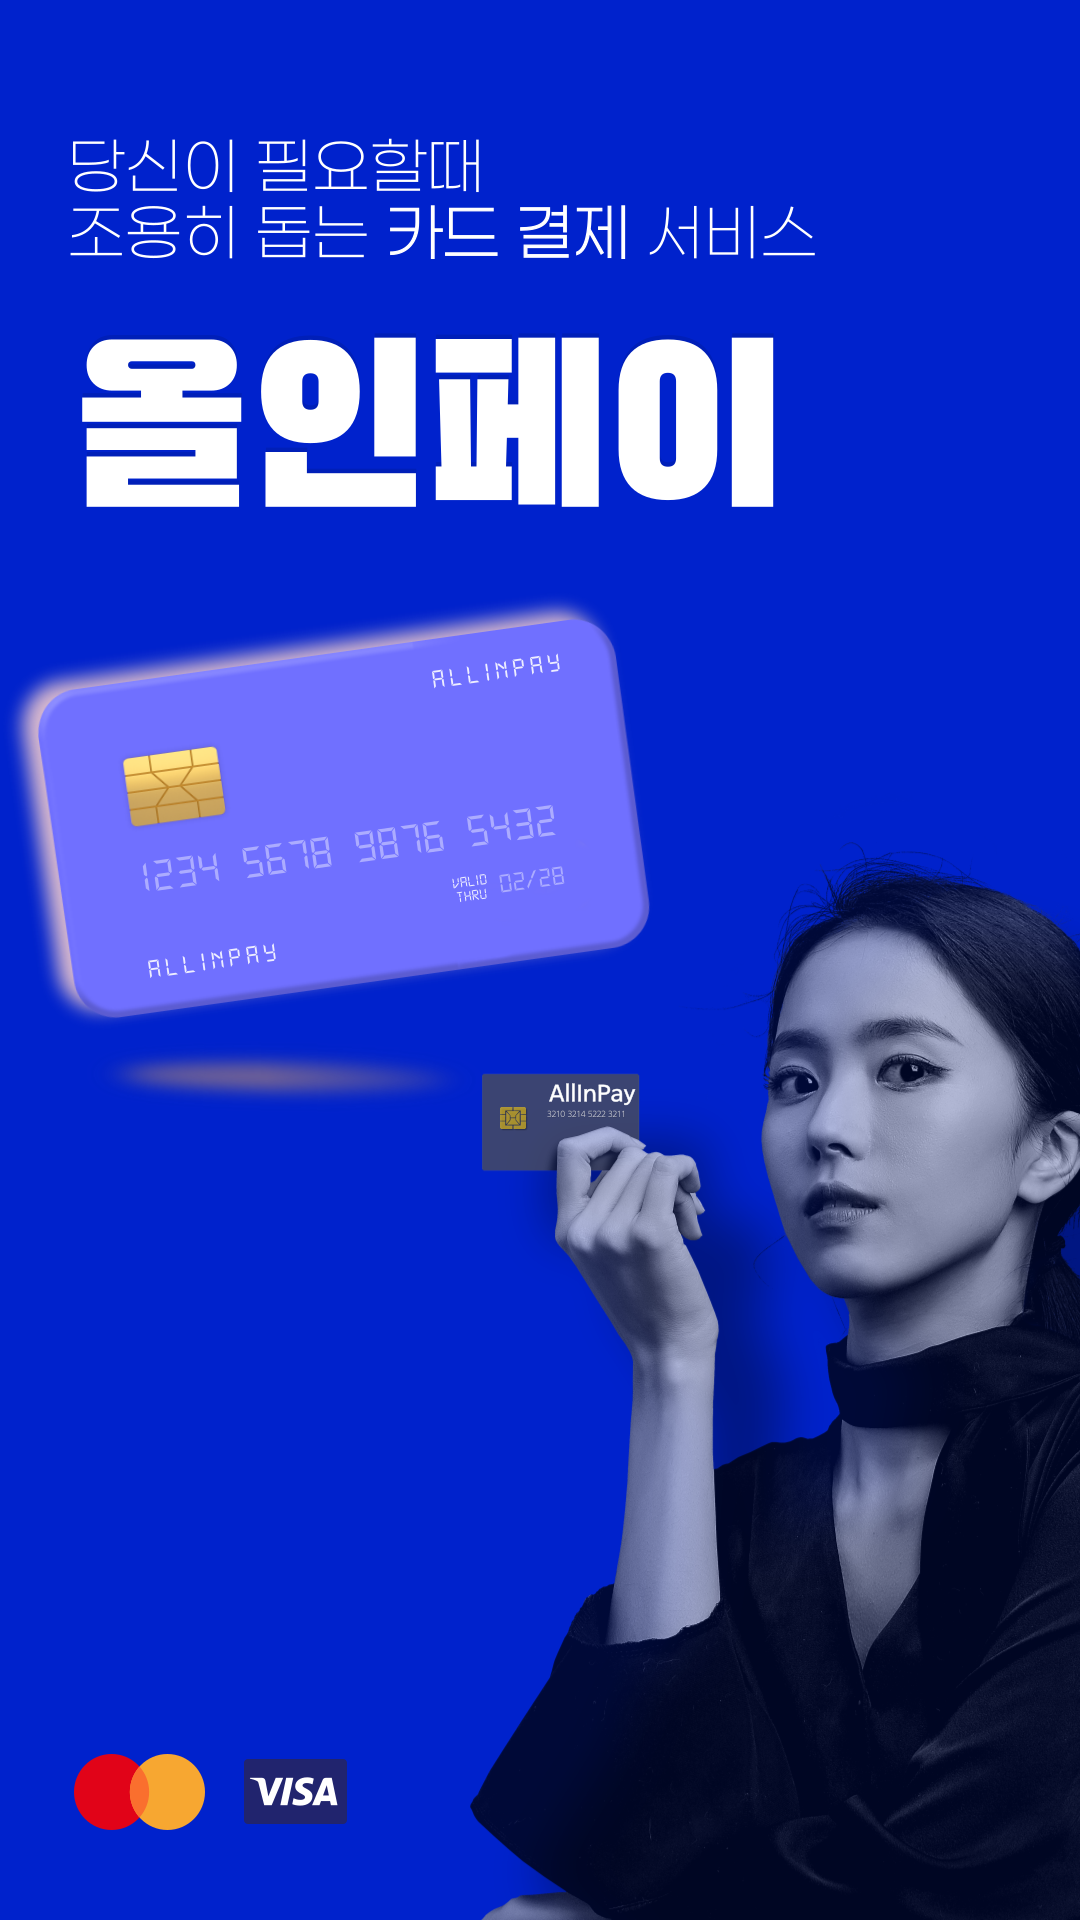 당신이 필요할때
조용히 돕는 카드 결제 서비스
올인페이
ALLINPAY
1234 5678 9876 5432
VALID THRU 02/28
ALLINPAY
AllInPay
3210 3214 5222 3211
VISA